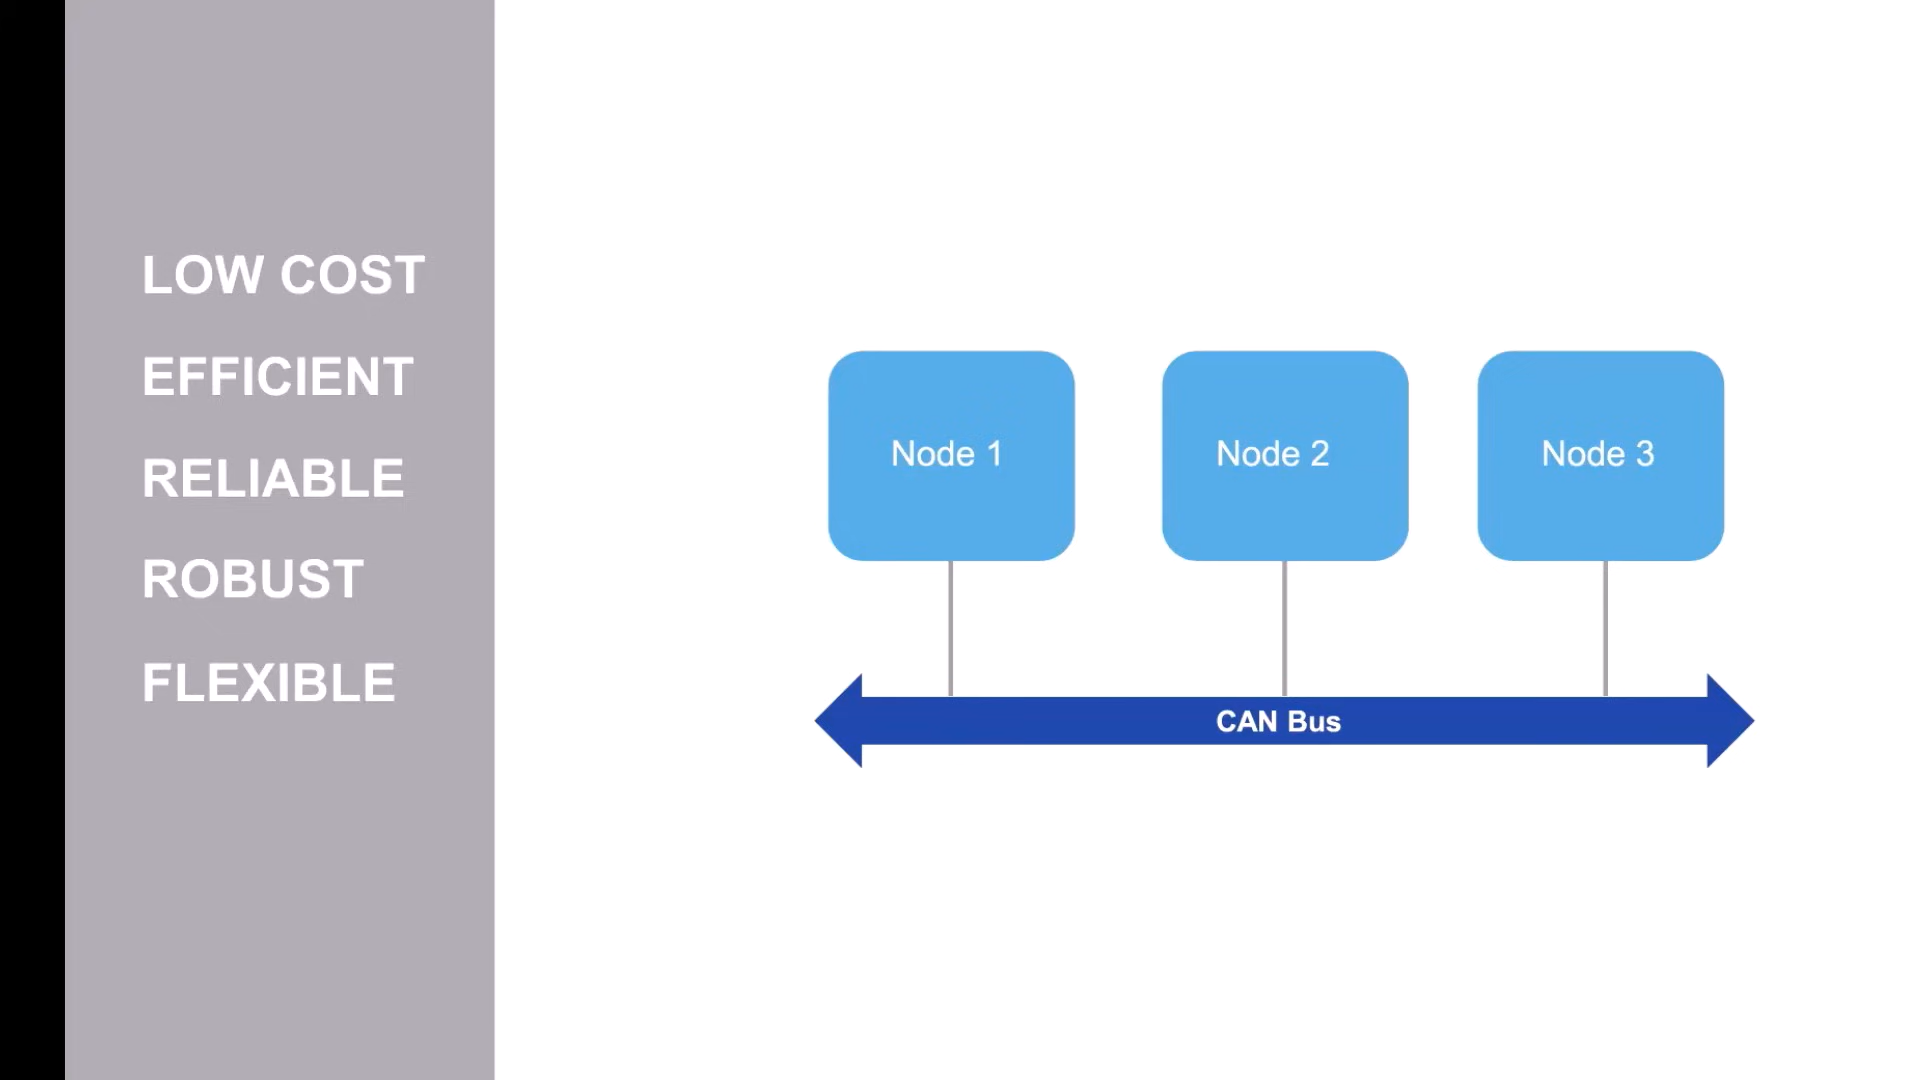 LOW COST
EFFICIENT
RELIABLE
ROBUST
FLEXIBLE
Node 1
Node 2
Node 3
CAN Bus